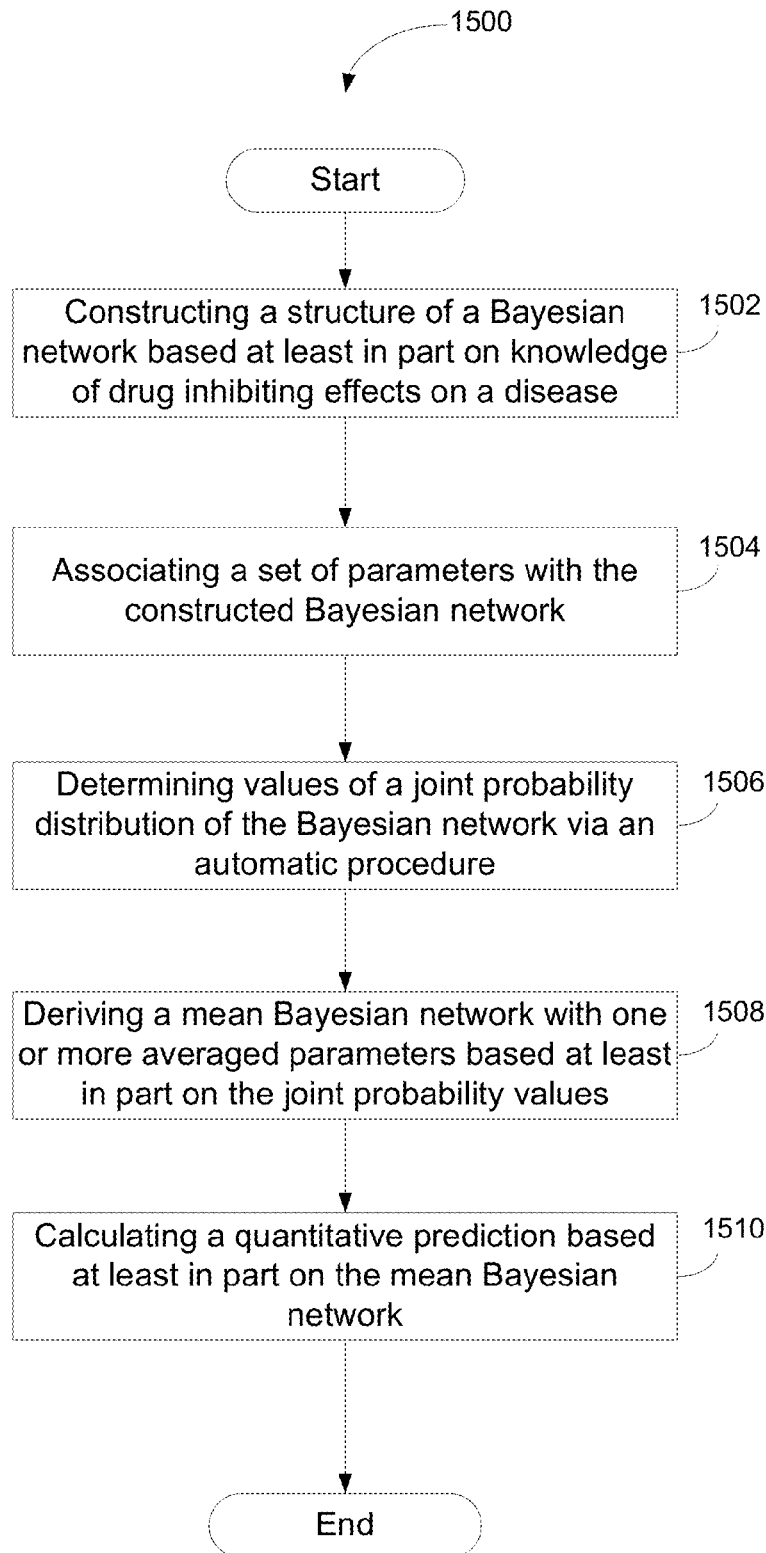 1500
Start
Constructing a structure of a Bayesian
network based at least in part on knowledge
of drug inhibiting effects on a disease
1502
Associating a set of parameters with the
constructed Bayesian network
1504
Determining values of a joint probability
distribution of the Bayesian network via an
automatic procedure
1506
Deriving a mean Bayesian network with one
or more averaged parameters based at least
in part on the joint probability values
1508
Calculating a quantitative prediction based
at least in part on the mean Bayesian
network
1510
End